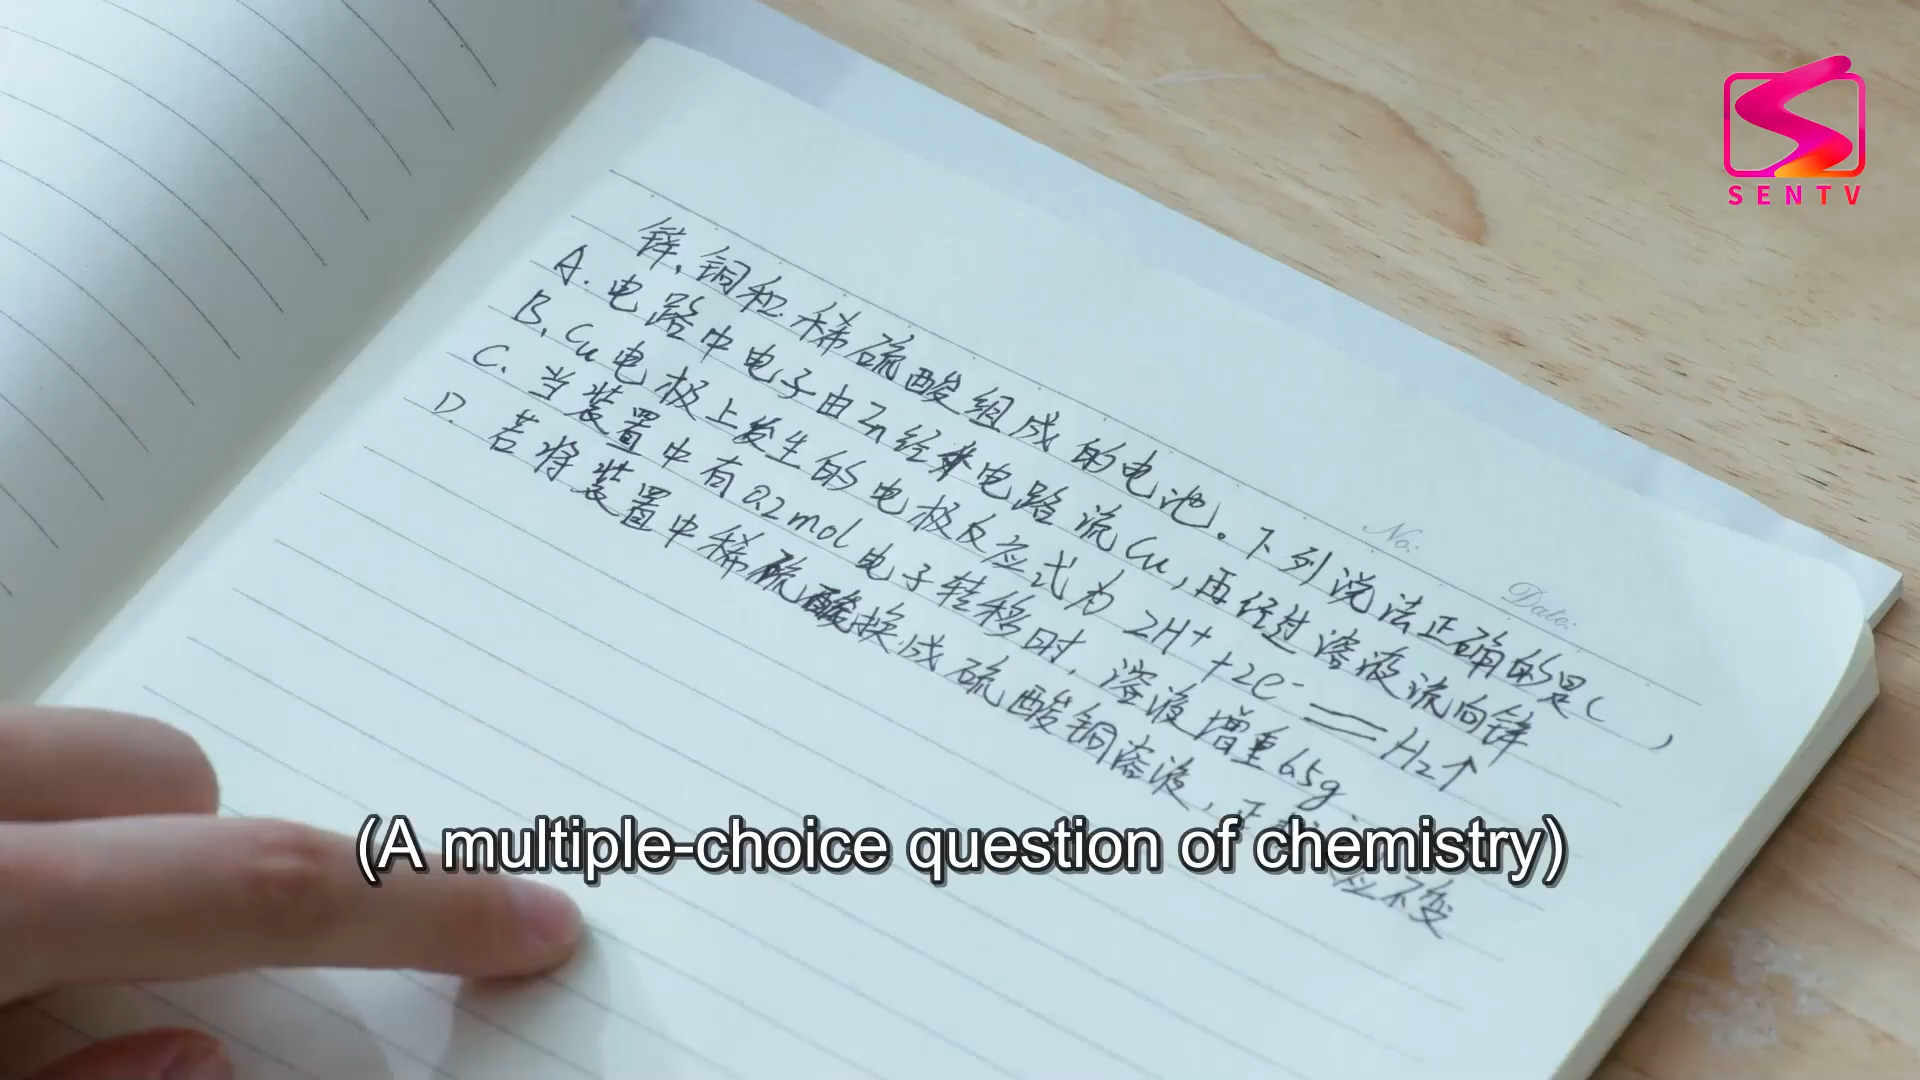 SENTV
No:
Date:
锌、铜和稀硫酸组成的电池。下列说法正确的是( )
A. 电路中电子由Zn经外电路流Cu,再经过溶液流向锌
B. Cu电极上发生的电极反应式为 2H⁺+2e⁻══H₂↑
C. 当装置中有0.2mol电子转移时,溶液增重6.5g
D. 若将装置中稀硫酸换成硫酸铜溶液,正 应不变
(A multiple-choice question of chemistry)